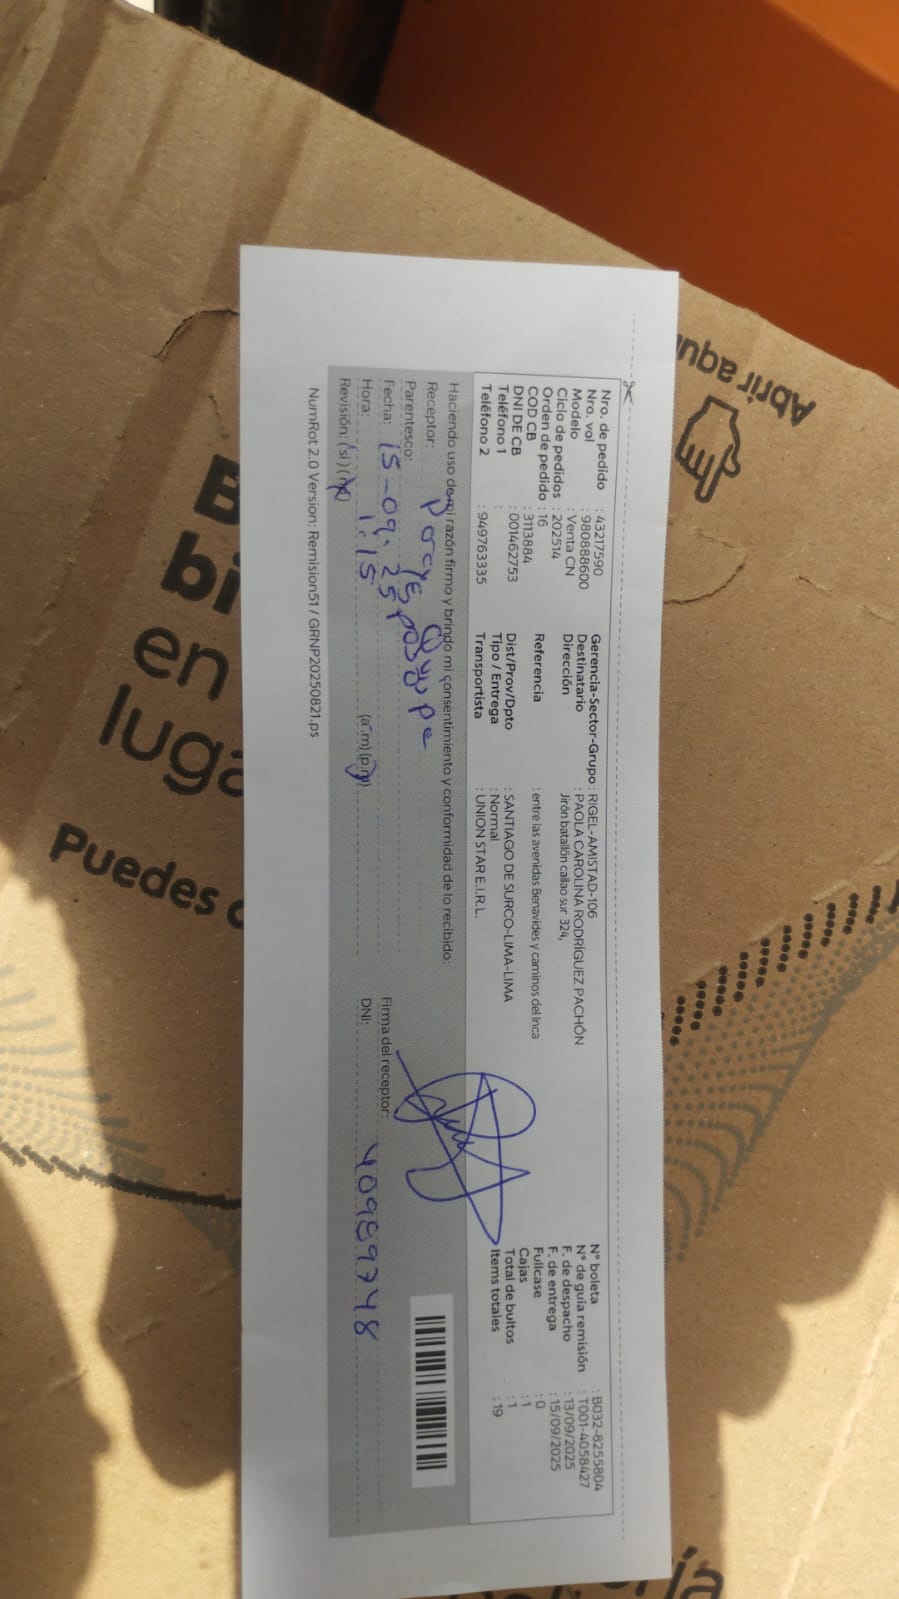 Abrir aquí
Nro. de pedido : 43217590
Nro. vol : 980888600
Modelo : Venta CN
Ciclo de pedidos : 202514
Orden de pedido : 16
COD CB : 3113884
DNI DE CB : 001462753
Teléfono 1 :
Teléfono 2 : 949763335
Gerencia-Sector-Grupo : RIGEL-AMISTAD-106
Destinatario : PAOLA CAROLINA RODRÍGUEZ PACHÓN
Dirección Jirón batallón callao sur 324,
Referencia : entre las avenidas Benavides y caminos del Inca
Dist/Prov/Dpto : SANTIAGO DE SURCO-LIMA-LIMA
Tipo / Entrega : Normal
Transportista : UNION STAR E.I.R.L.
N° boleta : B032-8255804
N° de guía remisión : T001-4058427
F. de despacho : 13/09/2025
F. de entrega : 15/09/2025
Fullcase : 0
Cajas : 1
Total de bultos : 1
Items totales : 19
Haciendo uso de mi razón firmo y brindo mi consentimiento y conformidad de lo recibido:
Receptor:
Parentesco:
Fecha: 15-09-25
Hora: 11:15 (a.m) (p.m)
Revisión: (si) (no)
Firma del receptor:
DNI: 40989748
NumRot 2.0 Version: Remision51 / GRNP20250821.ps
en
Puedes